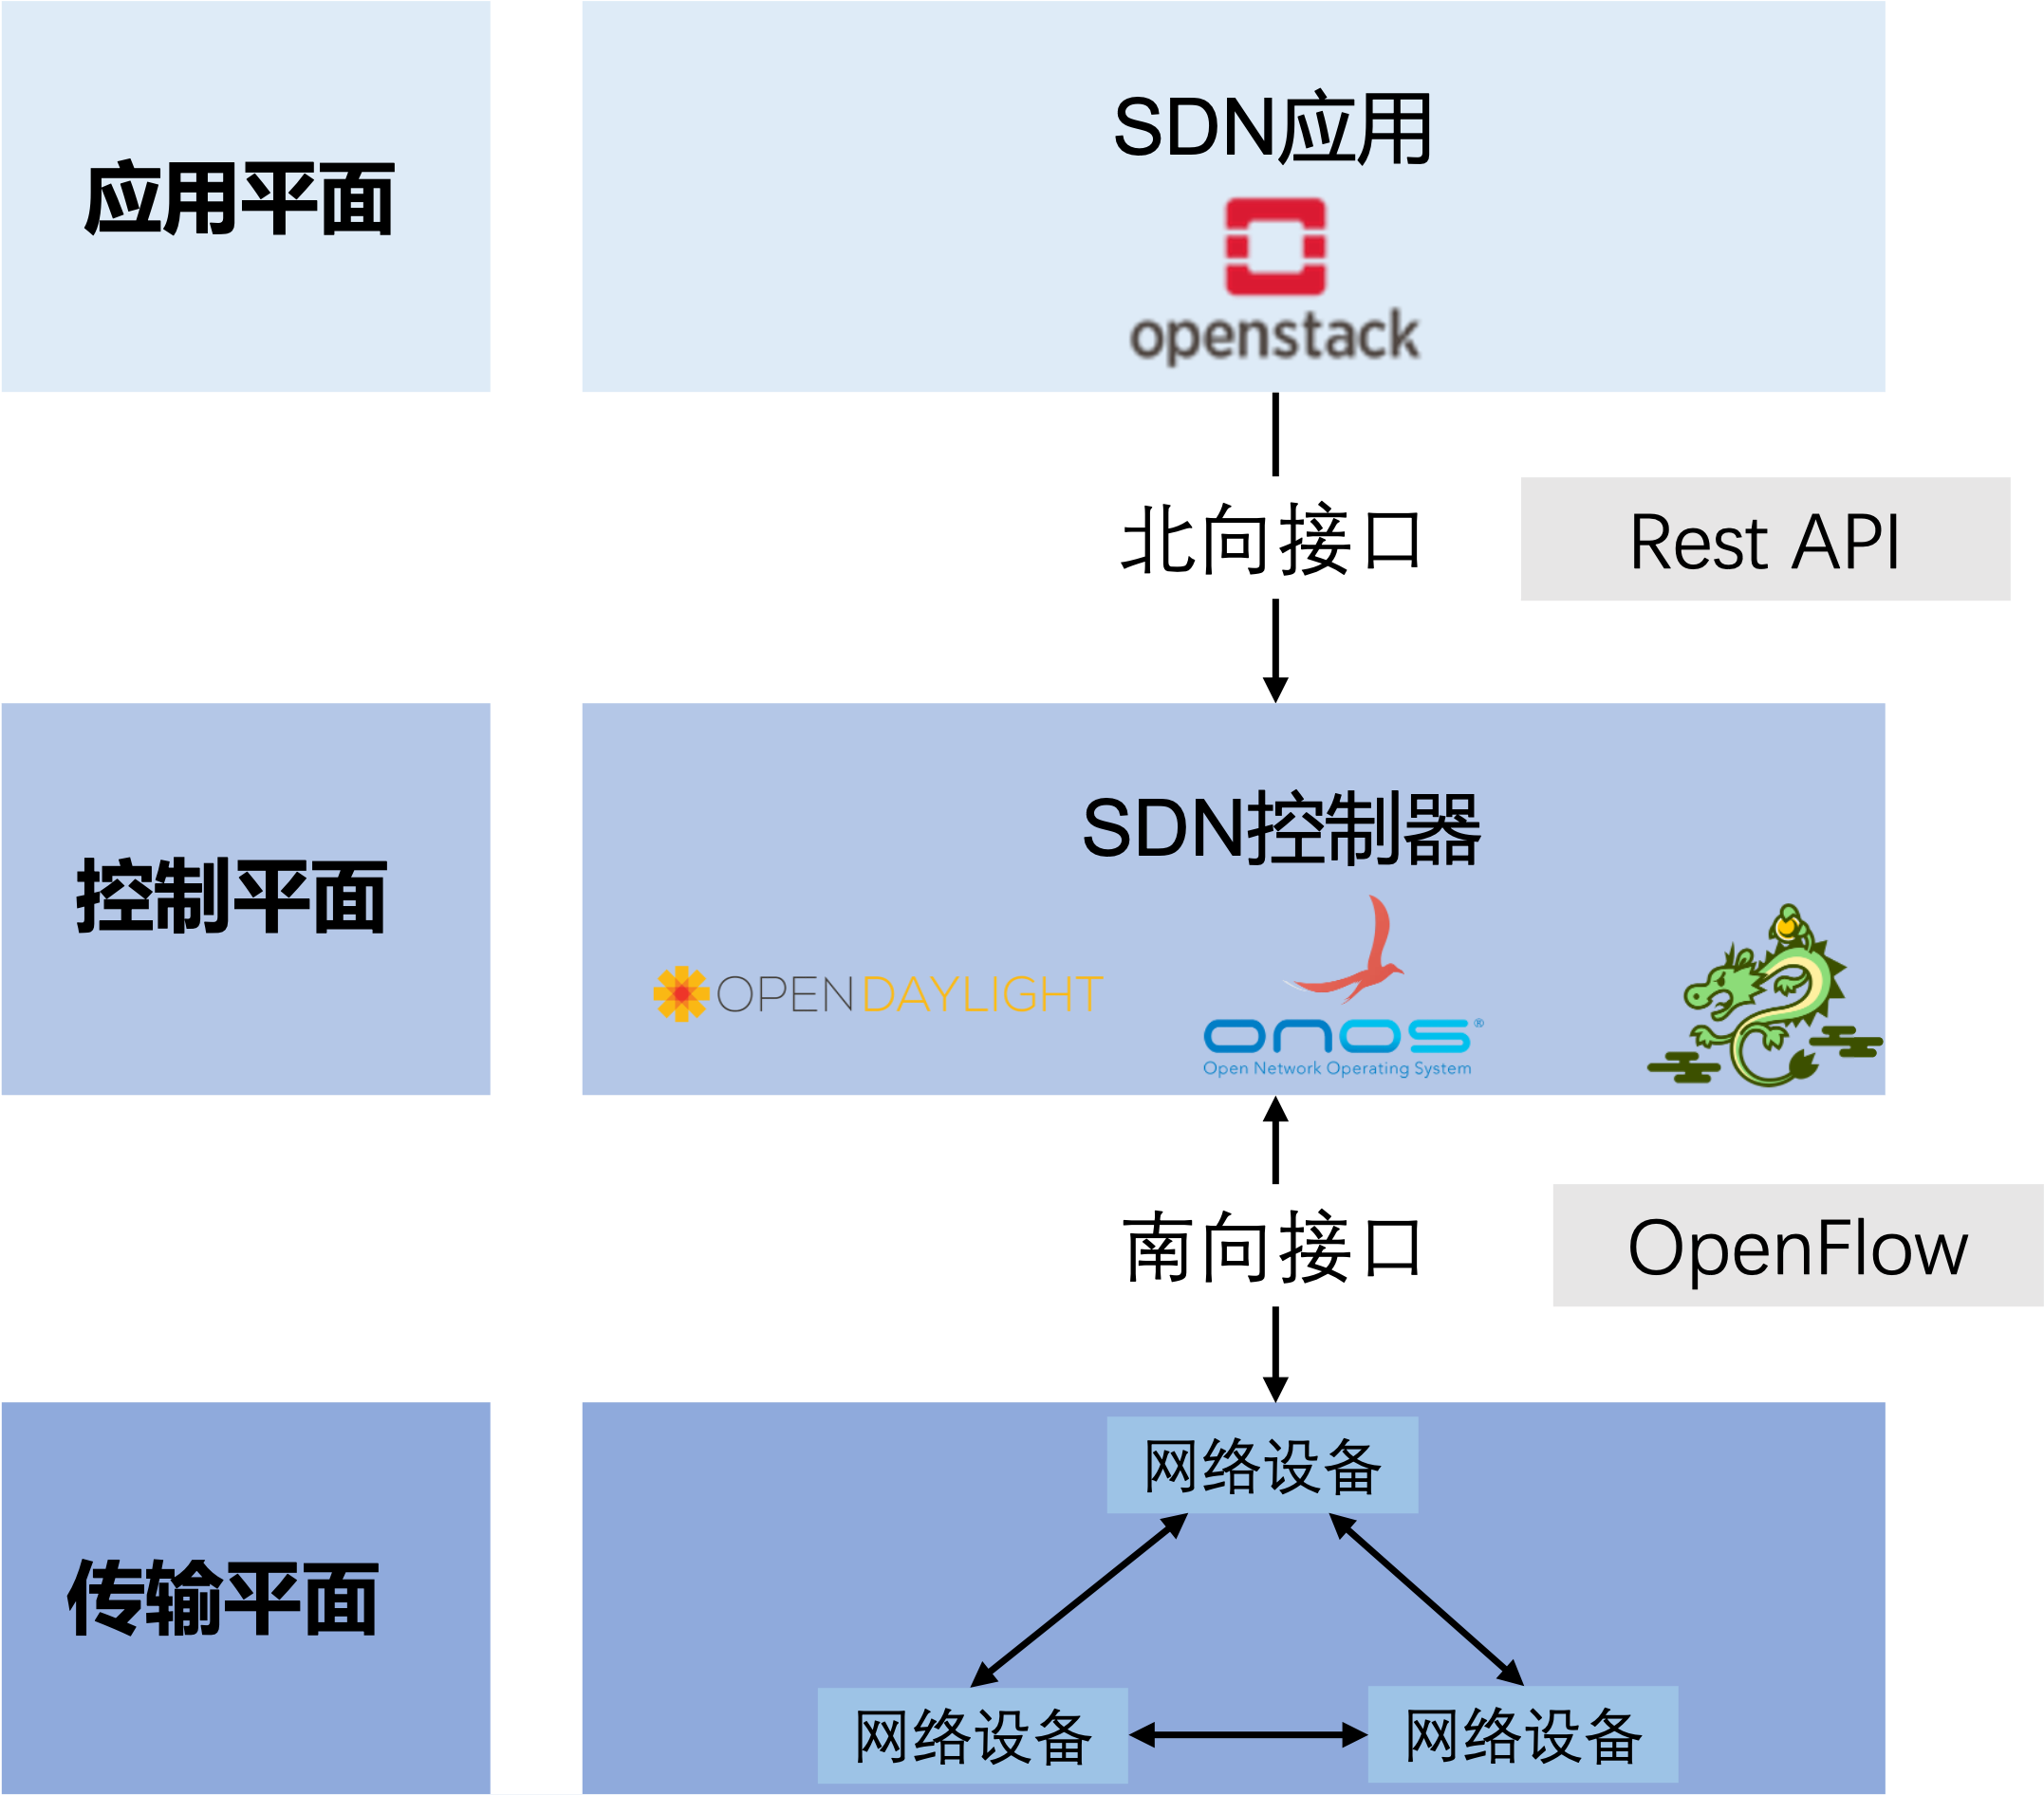 应用平面
SDN应用
openstack
北向接口
Rest API
控制平面
SDN控制器
OPENDAYLIGHT
onos®
Open Network Operating System
南向接口
OpenFlow
传输平面
网络设备
网络设备
网络设备